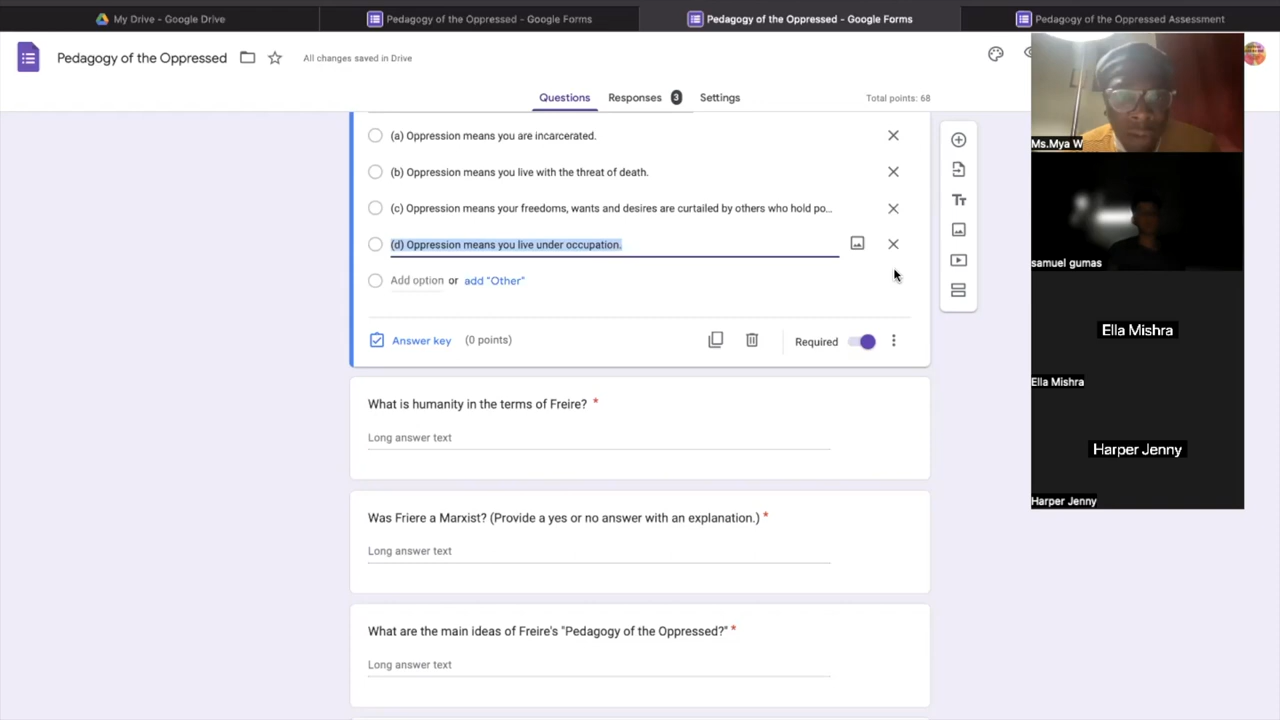 My Drive - Google Drive
Pedagogy of the Oppressed - Google Forms
Pedagogy of the Oppressed - Google Forms
Pedagogy of the Oppressed Assessment
Pedagogy of the Oppressed
All changes saved in Drive
Questions
Responses 3
Settings
Total points: 68
(a) Oppression means you are incarcerated.
(b) Oppression means you live with the threat of death.
(c) Oppression means your freedoms, wants and desires are curtailed by others who hold po...
(d) Oppression means you live under occupation.
Add option or add "Other"
Answer key (0 points)
Required
What is humanity in the terms of Freire? *
Long answer text
Was Friere a Marxist? (Provide a yes or no answer with an explanation.) *
Long answer text
What are the main ideas of Freire's "Pedagogy of the Oppressed?" *
Long answer text
Ms.Mya W
samuel gumas
Ella Mishra
Ella Mishra
Harper Jenny
Harper Jenny